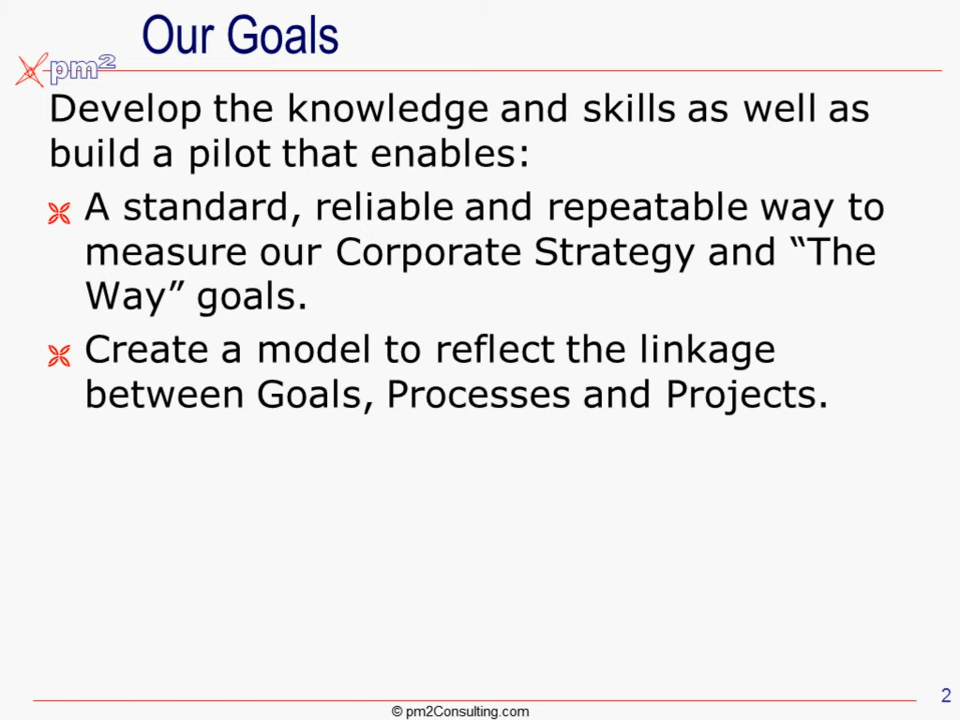 Our Goals
pm2
Develop the knowledge and skills as well as
build a pilot that enables:
A standard, reliable and repeatable way to
measure our Corporate Strategy and “The
Way” goals.
Create a model to reflect the linkage
between Goals, Processes and Projects.
2
© pm2Consulting.com